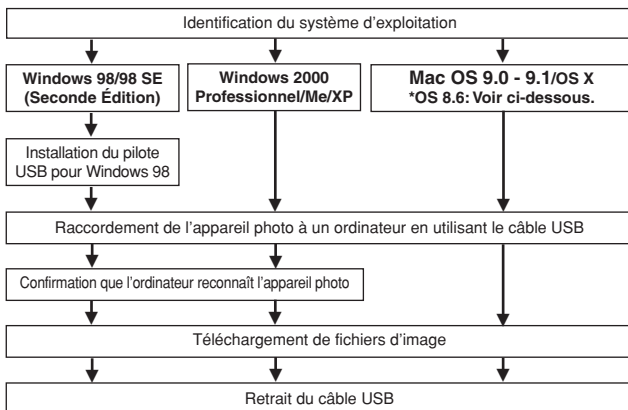 Identification du système d'exploitation
Windows 98/98 SE
(Seconde Édition)
Windows 2000
Professionnel/Me/XP
Mac OS 9.0 - 9.1/OS X
*OS 8.6: Voir ci-dessous.
Installation du pilote
USB pour Windows 98
Raccordement de l'appareil photo à un ordinateur en utilisant le câble USB
Confirmation que l'ordinateur reconnaît l'appareil photo
Téléchargement de fichiers d'image
Retrait du câble USB